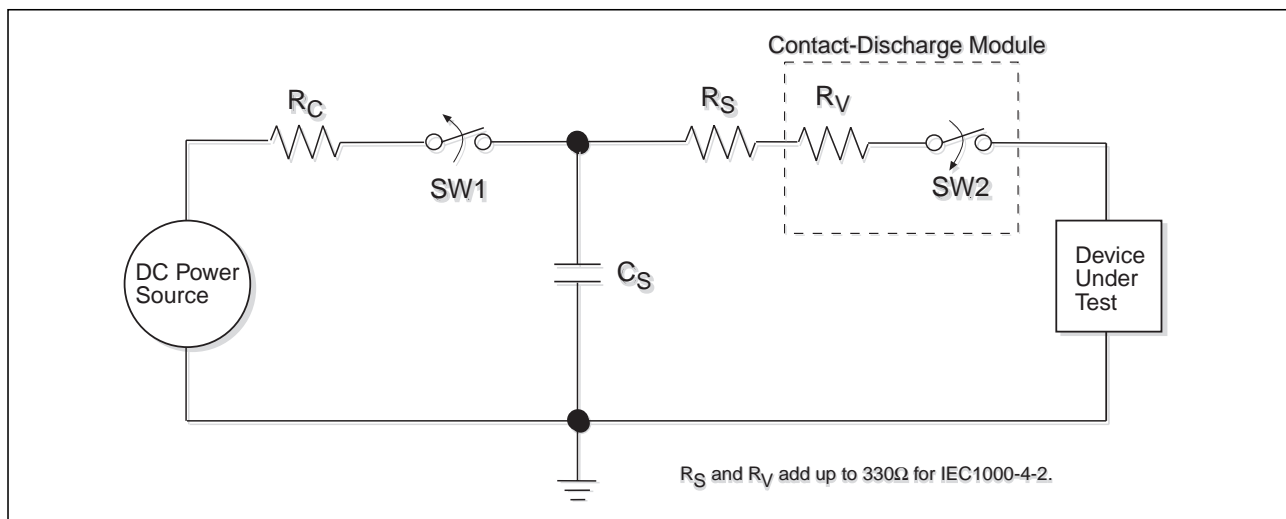 Contact-Discharge Module
RC
RS
RV
SW1
SW2
DC Power
Source
CS
Device
Under
Test
RS and RV add up to 330Ω for IEC1000-4-2.